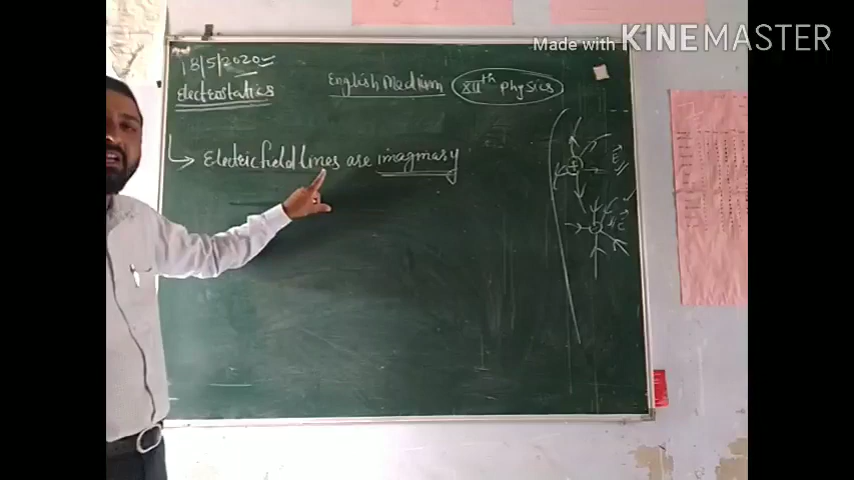 Made with KINEMASTER
18/5/2020
Electrostatics
English Medium XIIth physics
Electric field lines are imaginary
+
E
E